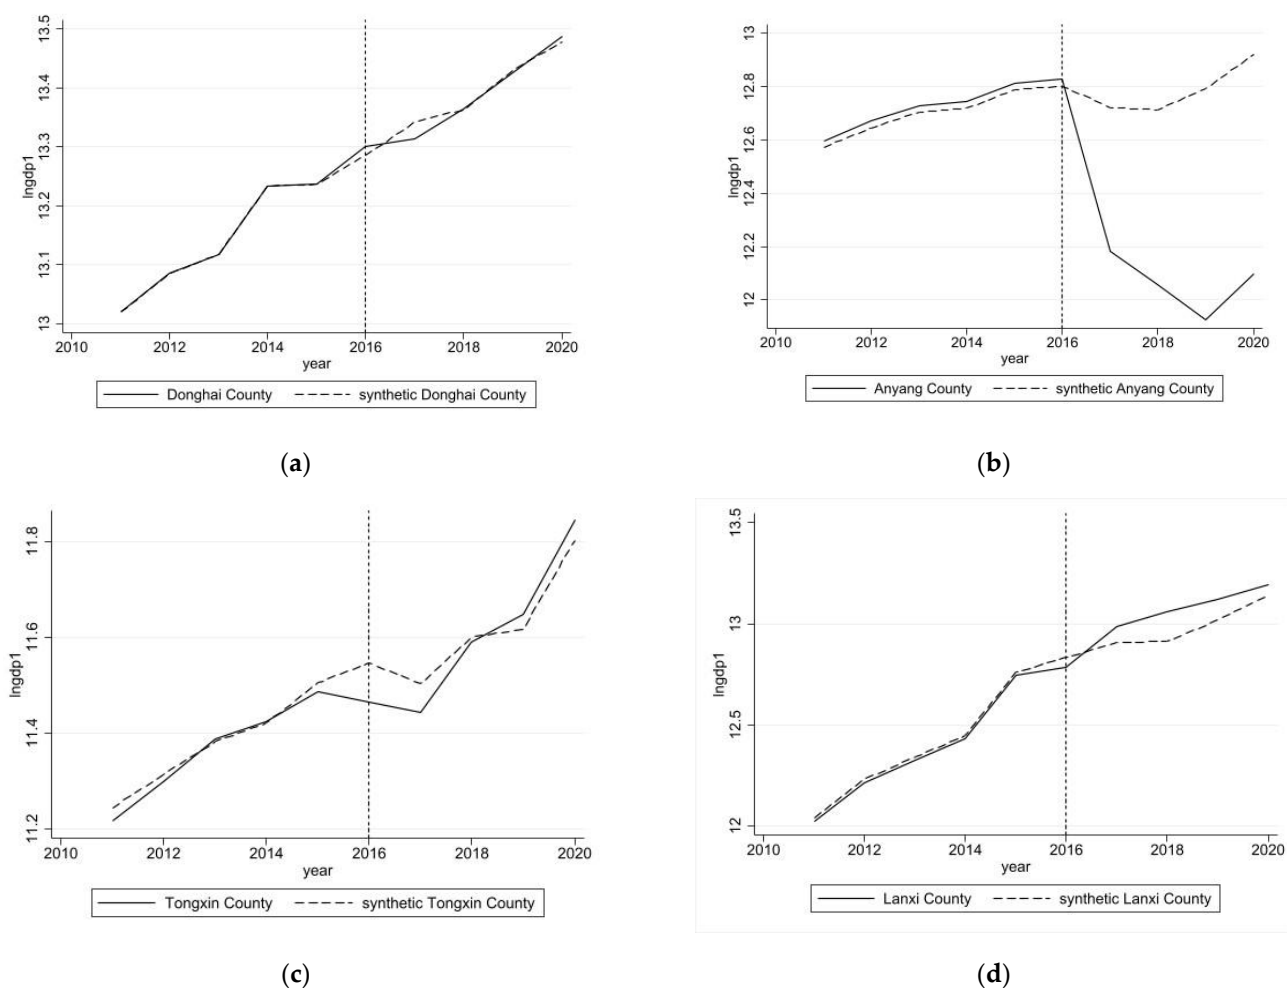 13.5
13.4
13.3
13.2
13.1
13
lngdp1
2010 2012 2014 2016 2018 2020
year
Donghai County synthetic Donghai County
(a)
13
12.8
12.6
12.4
12.2
12
lngdp1
2010 2012 2014 2016 2018 2020
year
Anyang County synthetic Anyang County
(b)
11.8
11.6
11.4
11.2
lngdp1
2010 2012 2014 2016 2018 2020
year
Tongxin County synthetic Tongxin County
(c)
13.5
13
12.5
12
lngdp1
2010 2012 2014 2016 2018 2020
year
Lanxi County synthetic Lanxi County
(d)